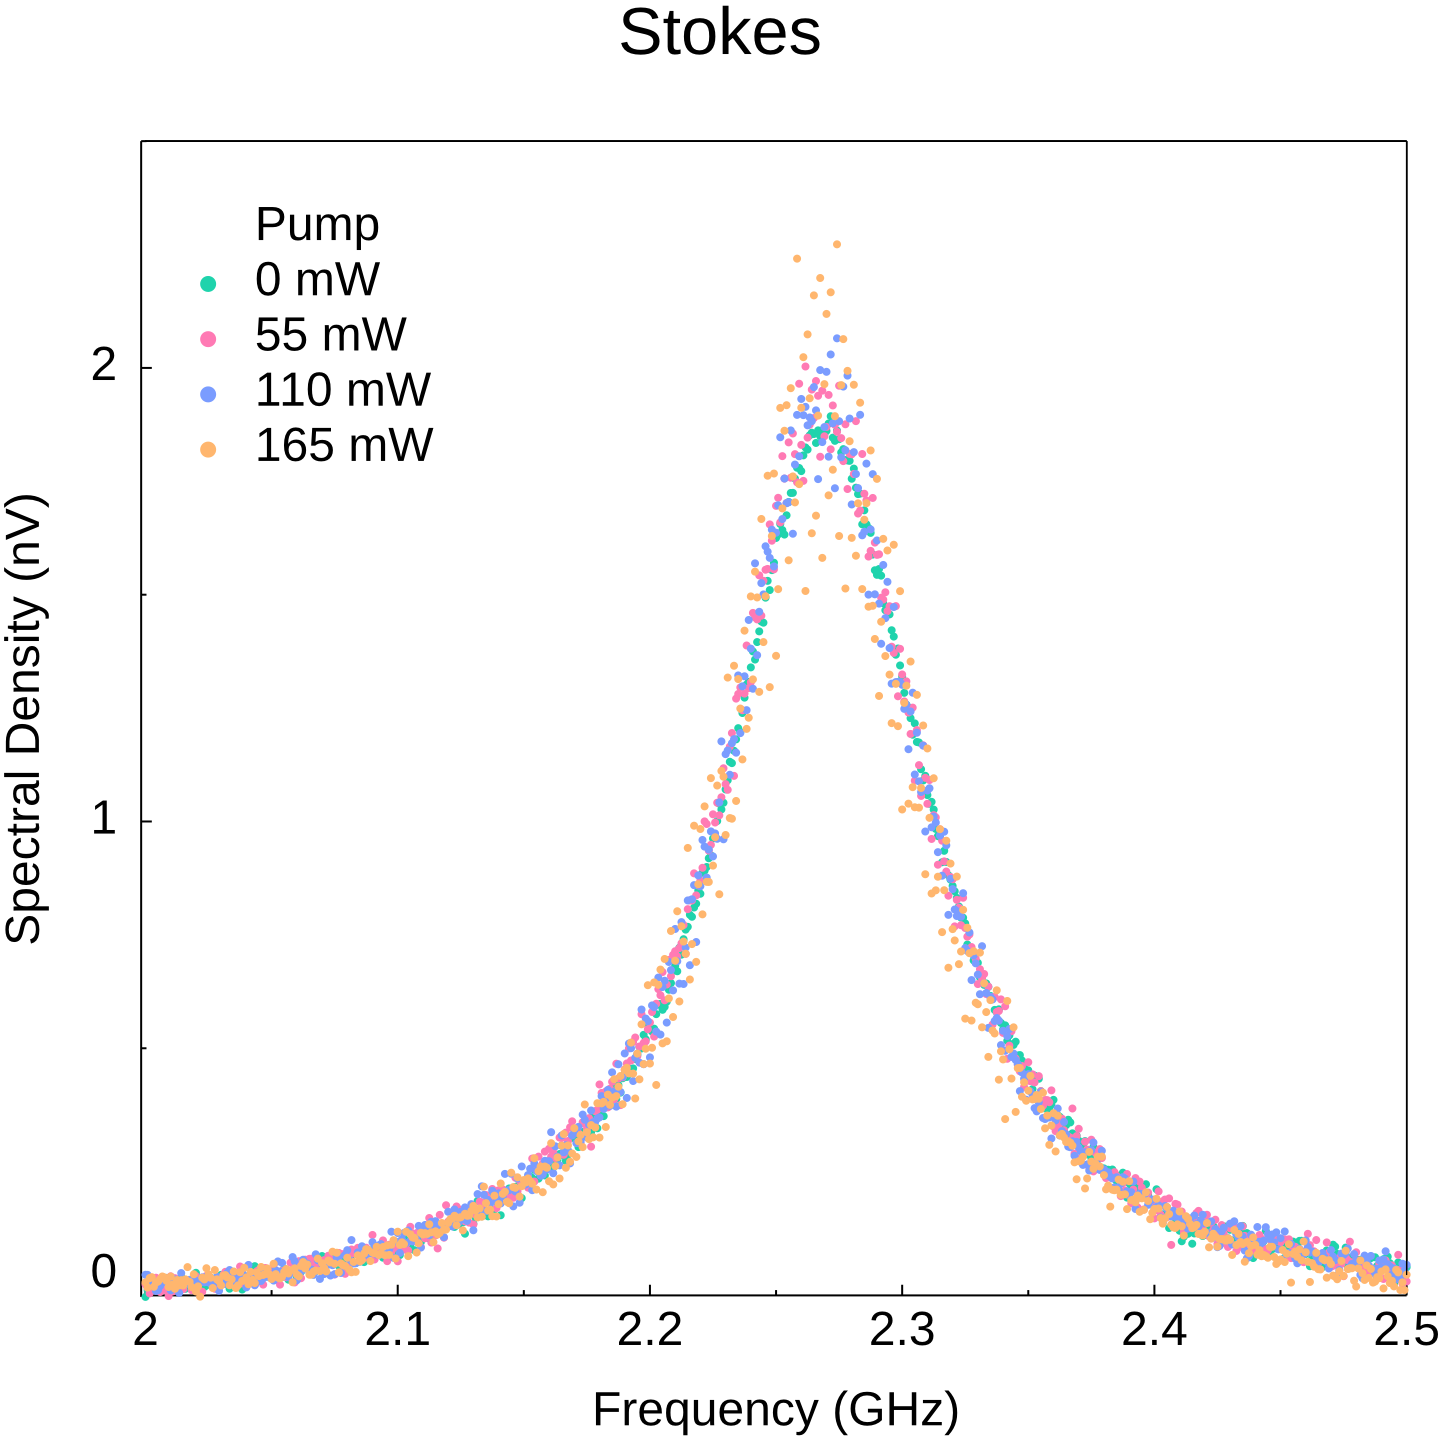 Stokes
Pump
0 mW
55 mW
110 mW
165 mW
2
1
0
Spectral Density (nV)
2
2.1
2.2
2.3
2.4
2.5
Frequency (GHz)